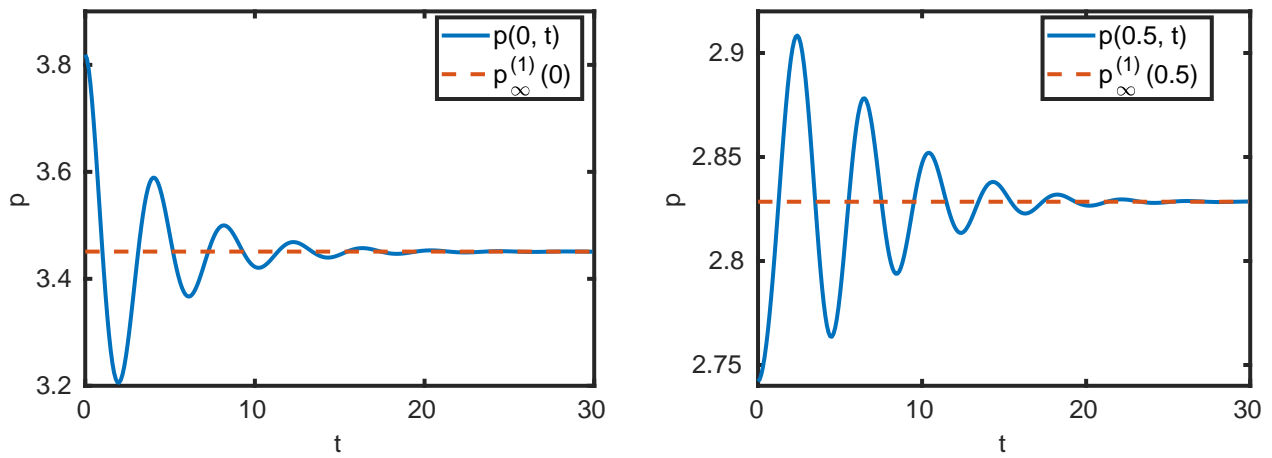 p(0, t)
p∞(1) (0)
3.8
3.6
3.4
3.2
p
0
10
20
30
t
p(0.5, t)
p∞(1) (0.5)
2.9
2.85
2.8
2.75
p
0
10
20
30
t